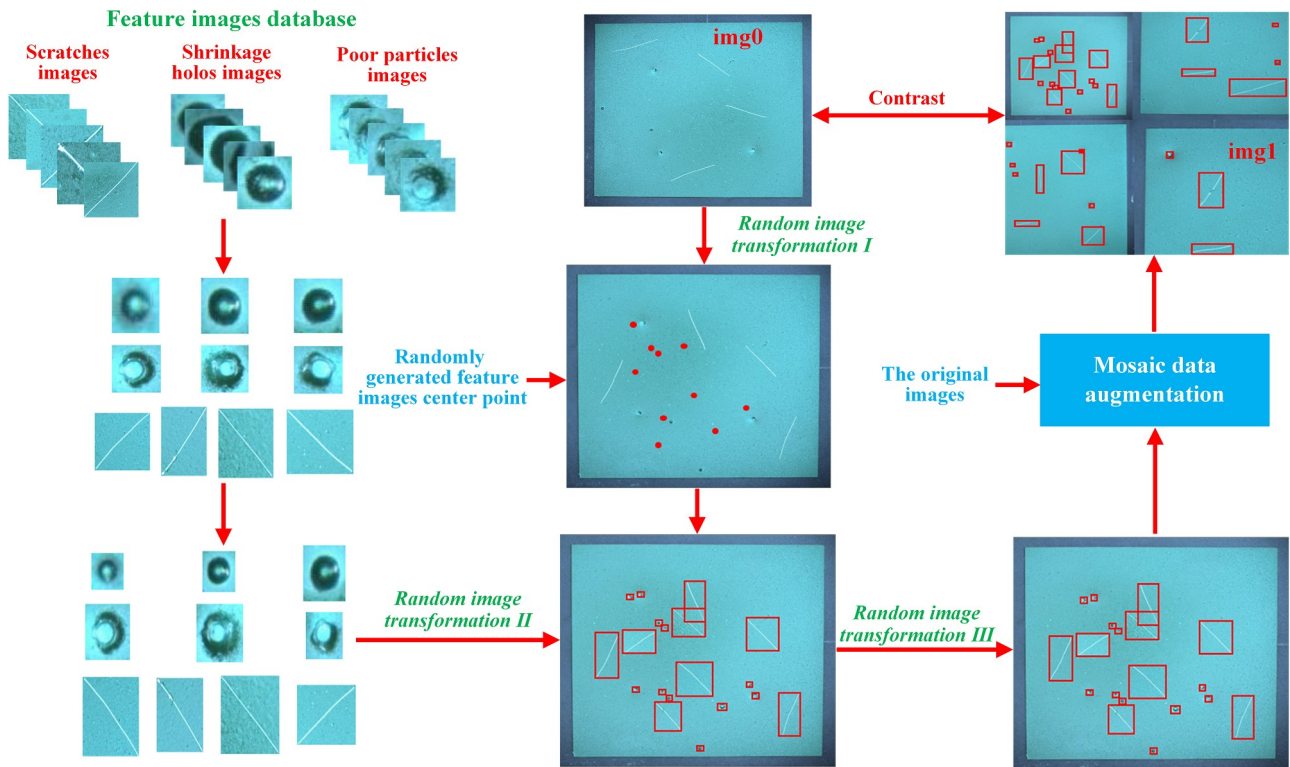 Feature images database
Scratches
images
Shrinkage
holos images
Poor particles
images
img0
Contrast
img1
Random image
transformation I
Randomly
generated feature
images center point
The original
images
Mosaic data
augmentation
Random image
transformation II
Random image
transformation III